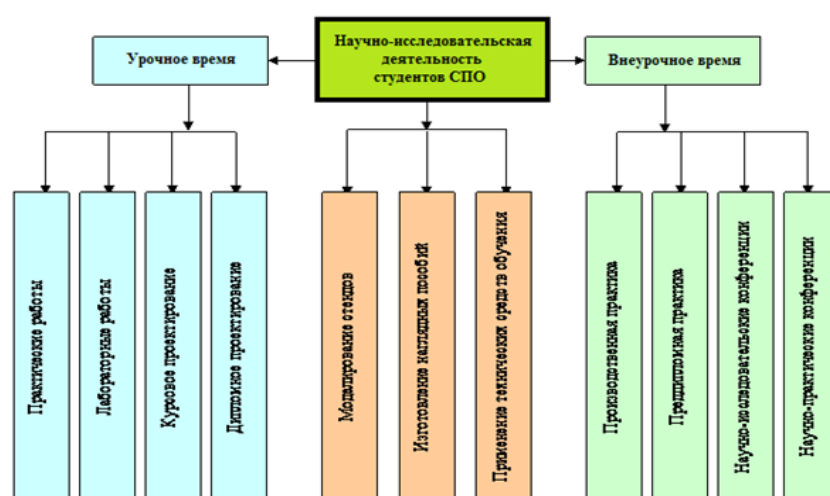 Научно-исследовательская
деятельность
студентов СПО
Урочное время
Внеурочное время
Практические работы
Лабораторные работы
Курсовое проектирование
Дипломное проектирование
Моделирование стендов
Изготовление наглядных пособий
Применение технических средств обучения
Производственная практика
Преддипломная практика
Научно-исследовательские конференции
Научно-практические конференции